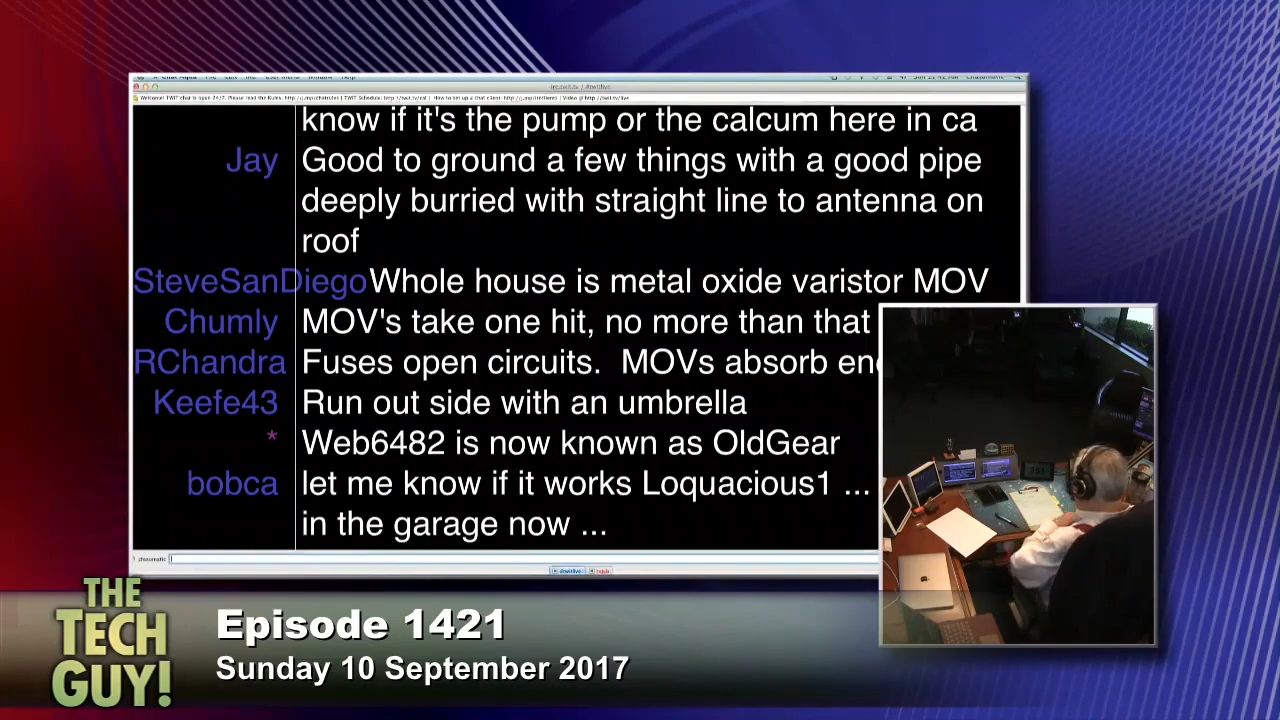 know if it's the pump or the calcum here in ca
Jay Good to ground a few things with a good pipe
deeply burried with straight line to antenna on
roof
SteveSanDiego Whole house is metal oxide varistor MOV
Chumly MOV's take one hit, no more than that
RChandra Fuses open circuits.  MOVs absorb
Keefe43 Run out side with an umbrella
* Web6482 is now known as OldGear
bobca let me know if it works Loquacious1 ...
in the garage now ...
THE
TECH
GUY!
Episode 1421
Sunday 10 September 2017